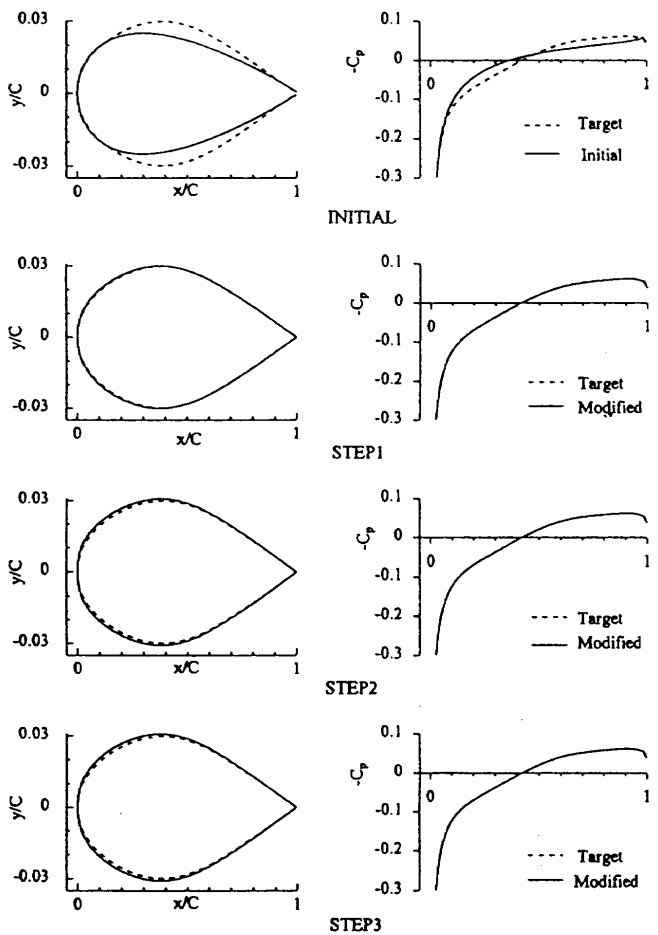 0.03
0
-0.03
y/C
0
x/C
1
0.1
0
-0.1
-0.2
-0.3
-Cp
0
1
Target
Initial
INITIAL
0.03
0
-0.03
y/C
0
x/C
1
0.1
0
-0.1
-0.2
-0.3
-Cp
0
1
Target
Modified
STEP1
0.03
0
-0.03
y/C
0
x/C
1
0.1
0
-0.1
-0.2
-0.3
-Cp
0
1
Target
Modified
STEP2
0.03
0
-0.03
y/C
0
x/C
1
0.1
0
-0.1
-0.2
-0.3
-Cp
0
1
Target
Modified
STEP3